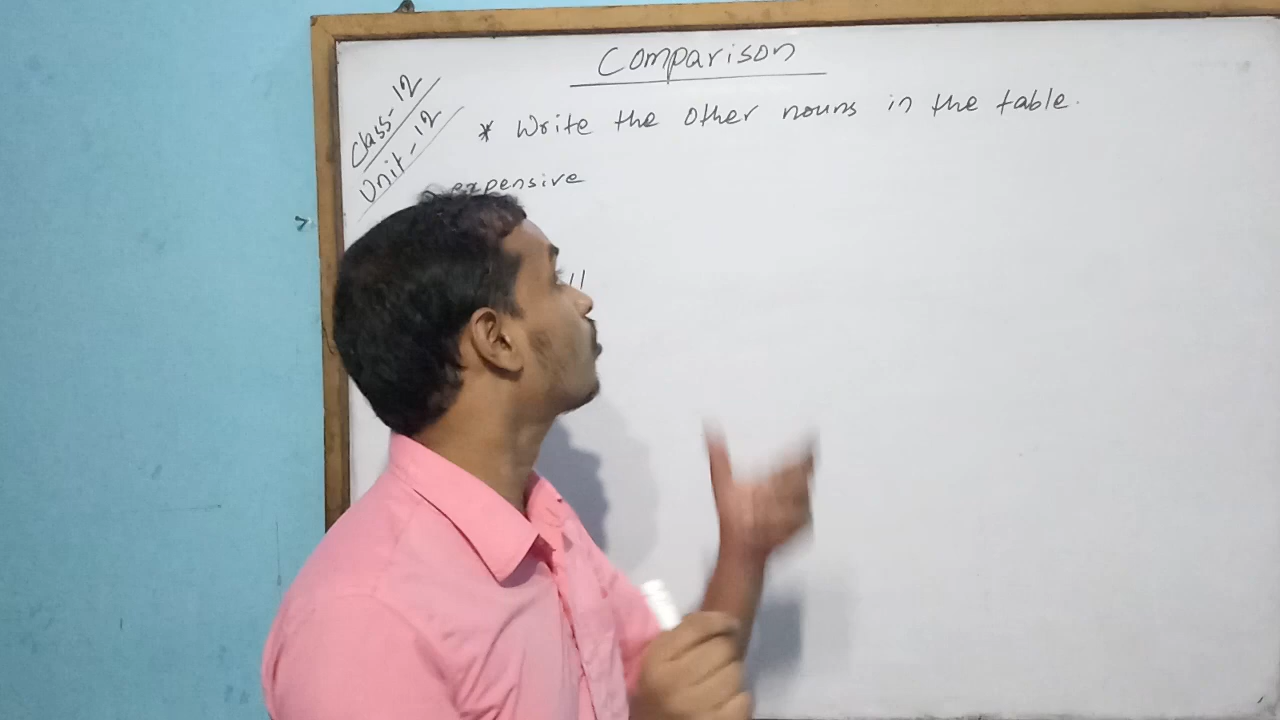 Comparison
Class-12
Unit-12
* Write the other nouns in the table.
expensive